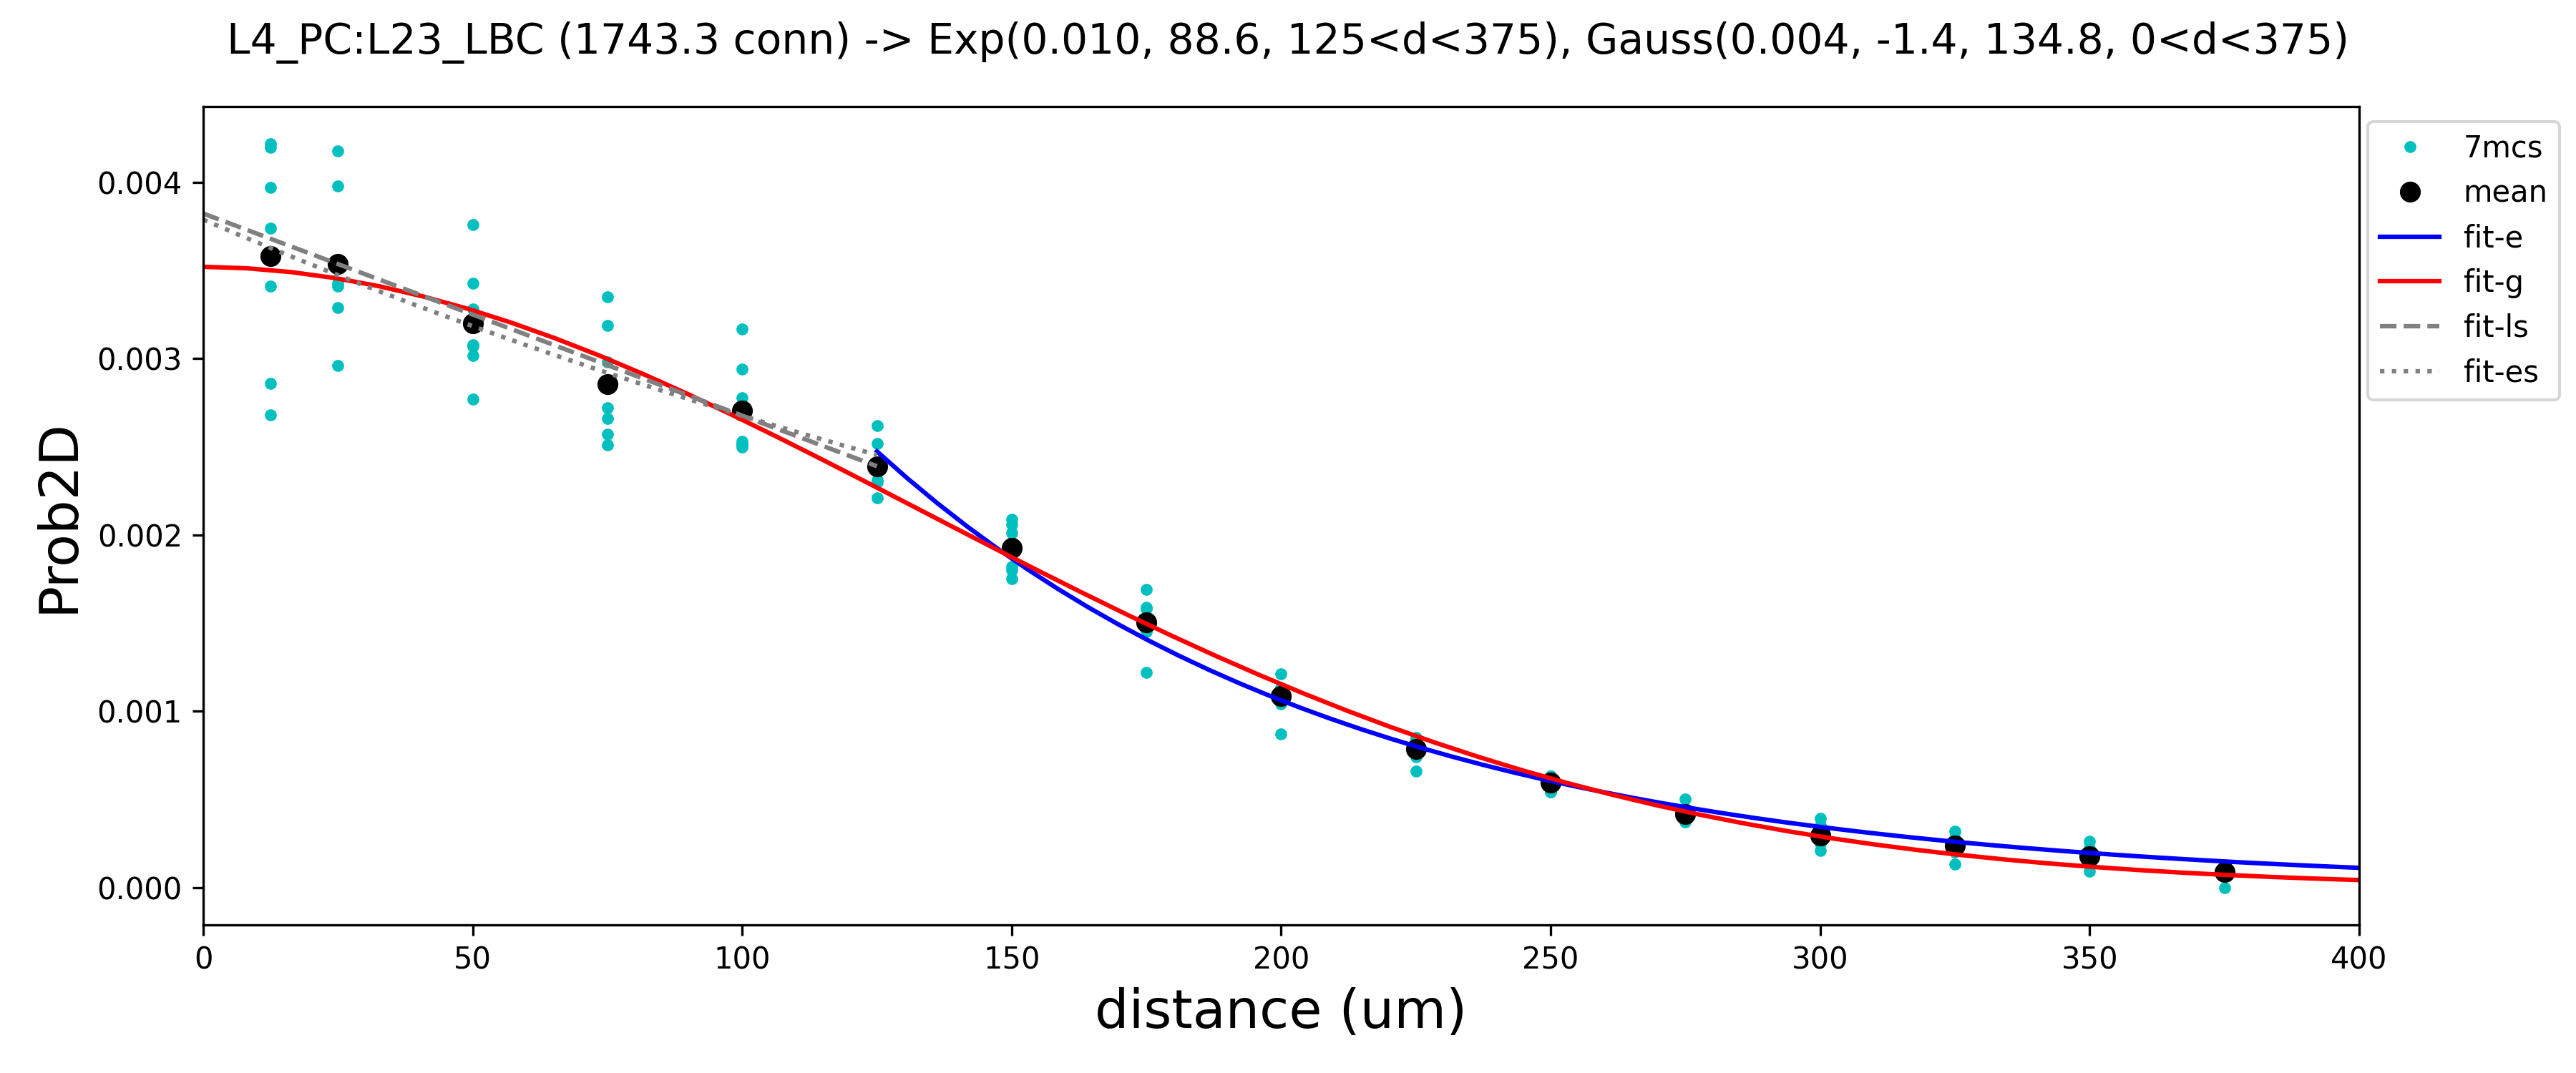 L4_PC:L23_LBC (1743.3 conn) -> Exp(0.010, 88.6, 125<d<375), Gauss(0.004, -1.4, 134.8, 0<d<375)
7mcs
mean
fit-e
fit-g
fit-ls
fit-es
Prob2D
0.004
0.003
0.002
0.001
0.000
0 50 100 150 200 250 300 350 400
distance (um)